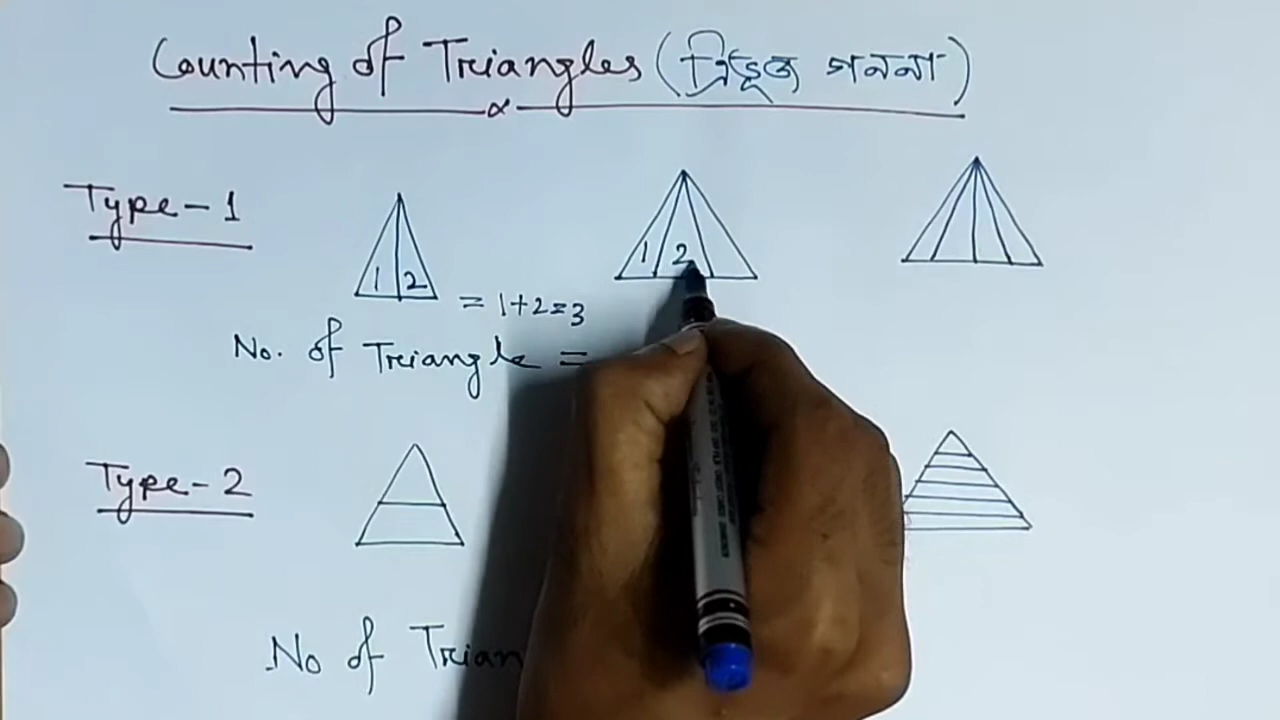 Counting of Triangles (ত্রিভূজ গননা)
Type-1
1 2
= 1+2=3
1 2
No. of Triangle =
Type-2
No of Trian